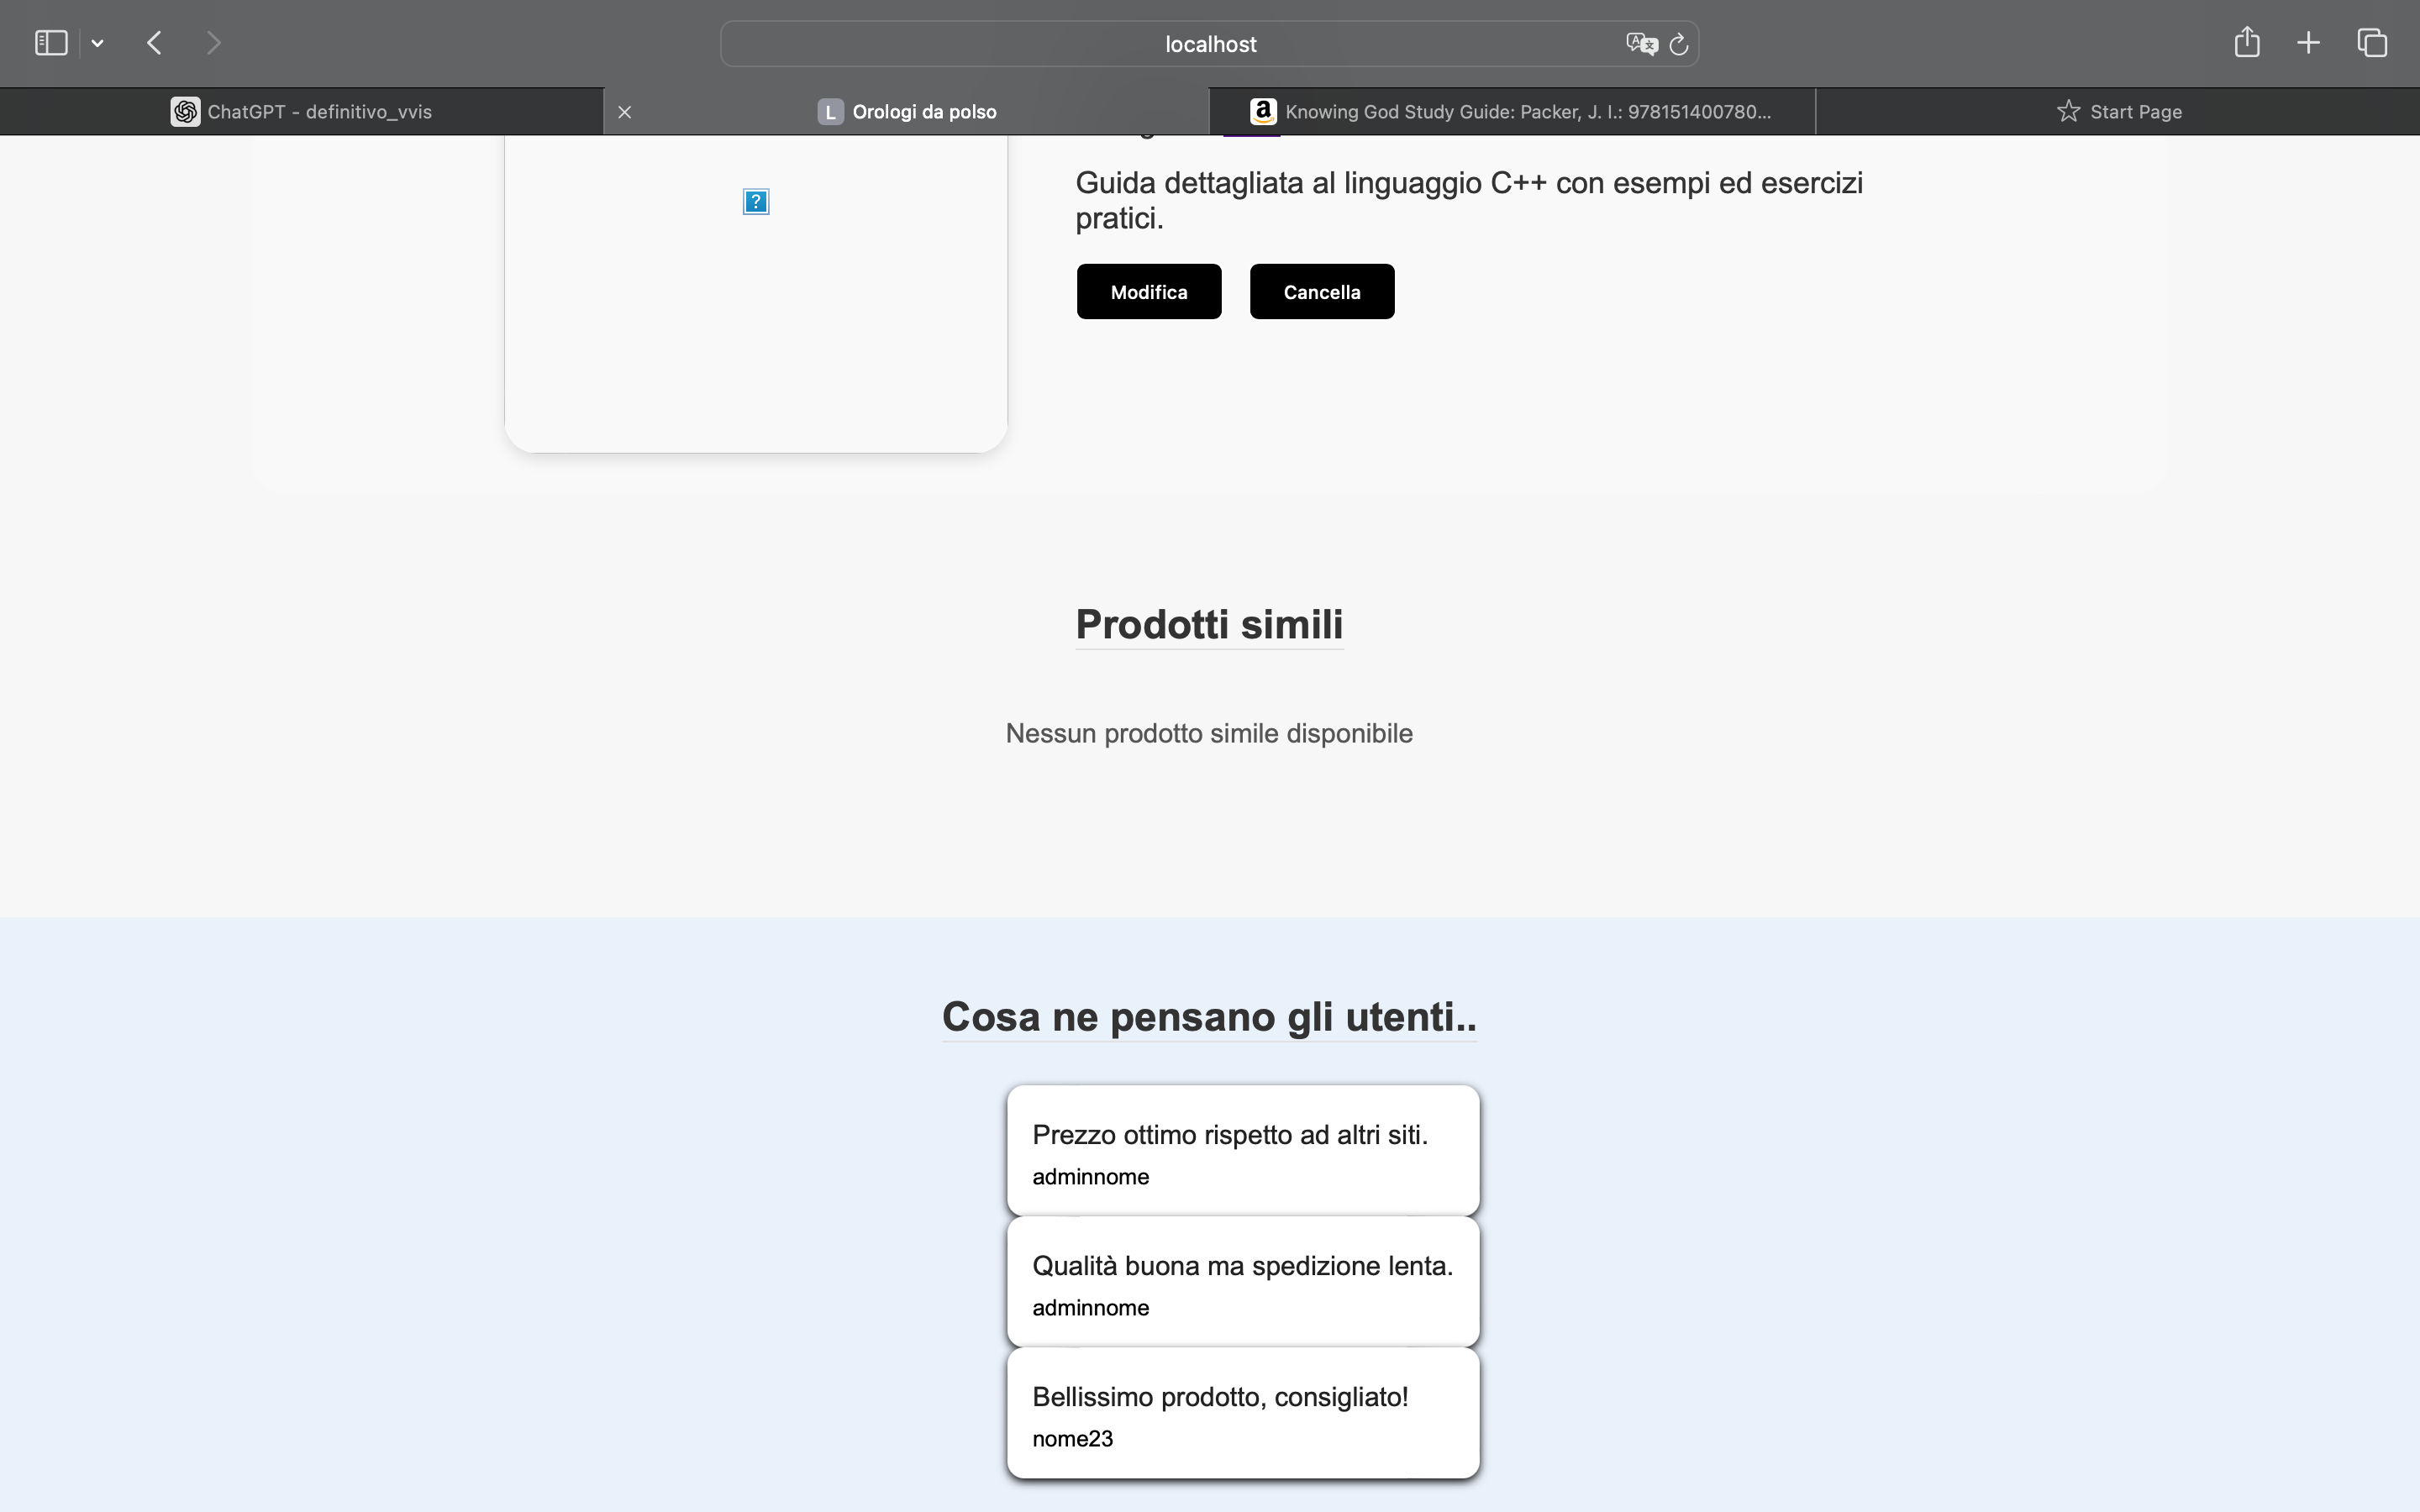 localhost
ChatGPT - definitivo_vvis
L Orologi da polso
Knowing God Study Guide: Packer, J. I.: 978151400780...
Start Page
Guida dettagliata al linguaggio C++ con esempi ed esercizi
pratici.
Modifica
Cancella
Prodotti simili
Nessun prodotto simile disponibile
Cosa ne pensano gli utenti..
Prezzo ottimo rispetto ad altri siti.
adminnome
Qualità buona ma spedizione lenta.
adminnome
Bellissimo prodotto, consigliato!
nome23